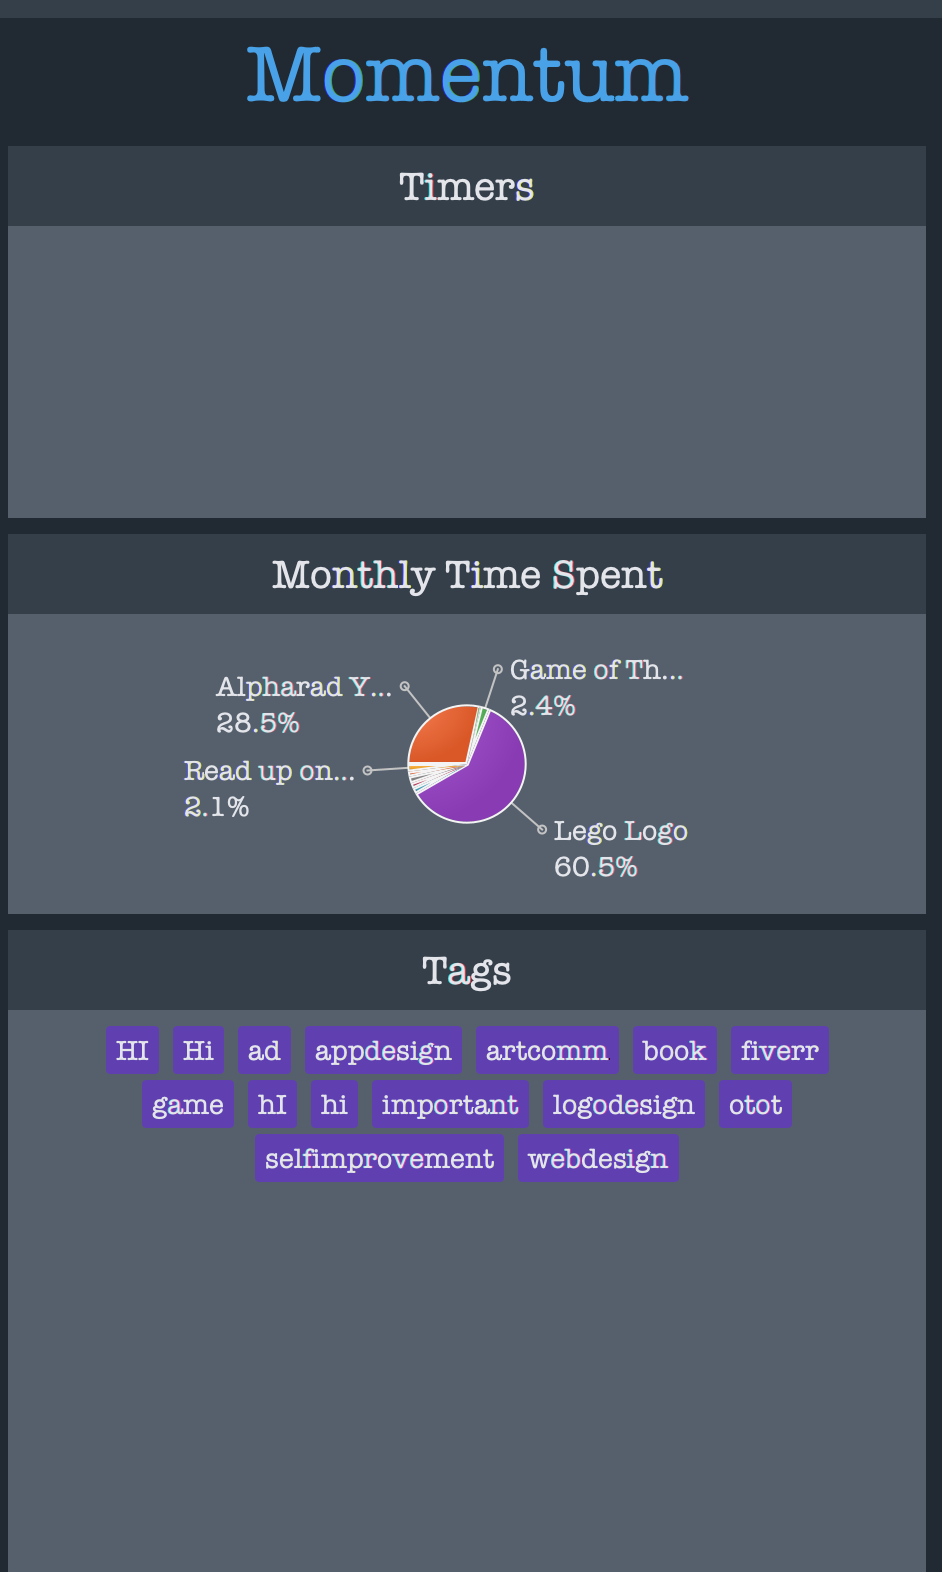 Momentum
Timers
Monthly Time Spent
Game of Th...
2.4%
Alpharad Y...
28.5%
Read up on...
2.1%
Lego Logo
60.5%
Tags
HI Hi ad appdesign artcomm book fiverr
game hI hi important logodesign otot
selfimprovement webdesign